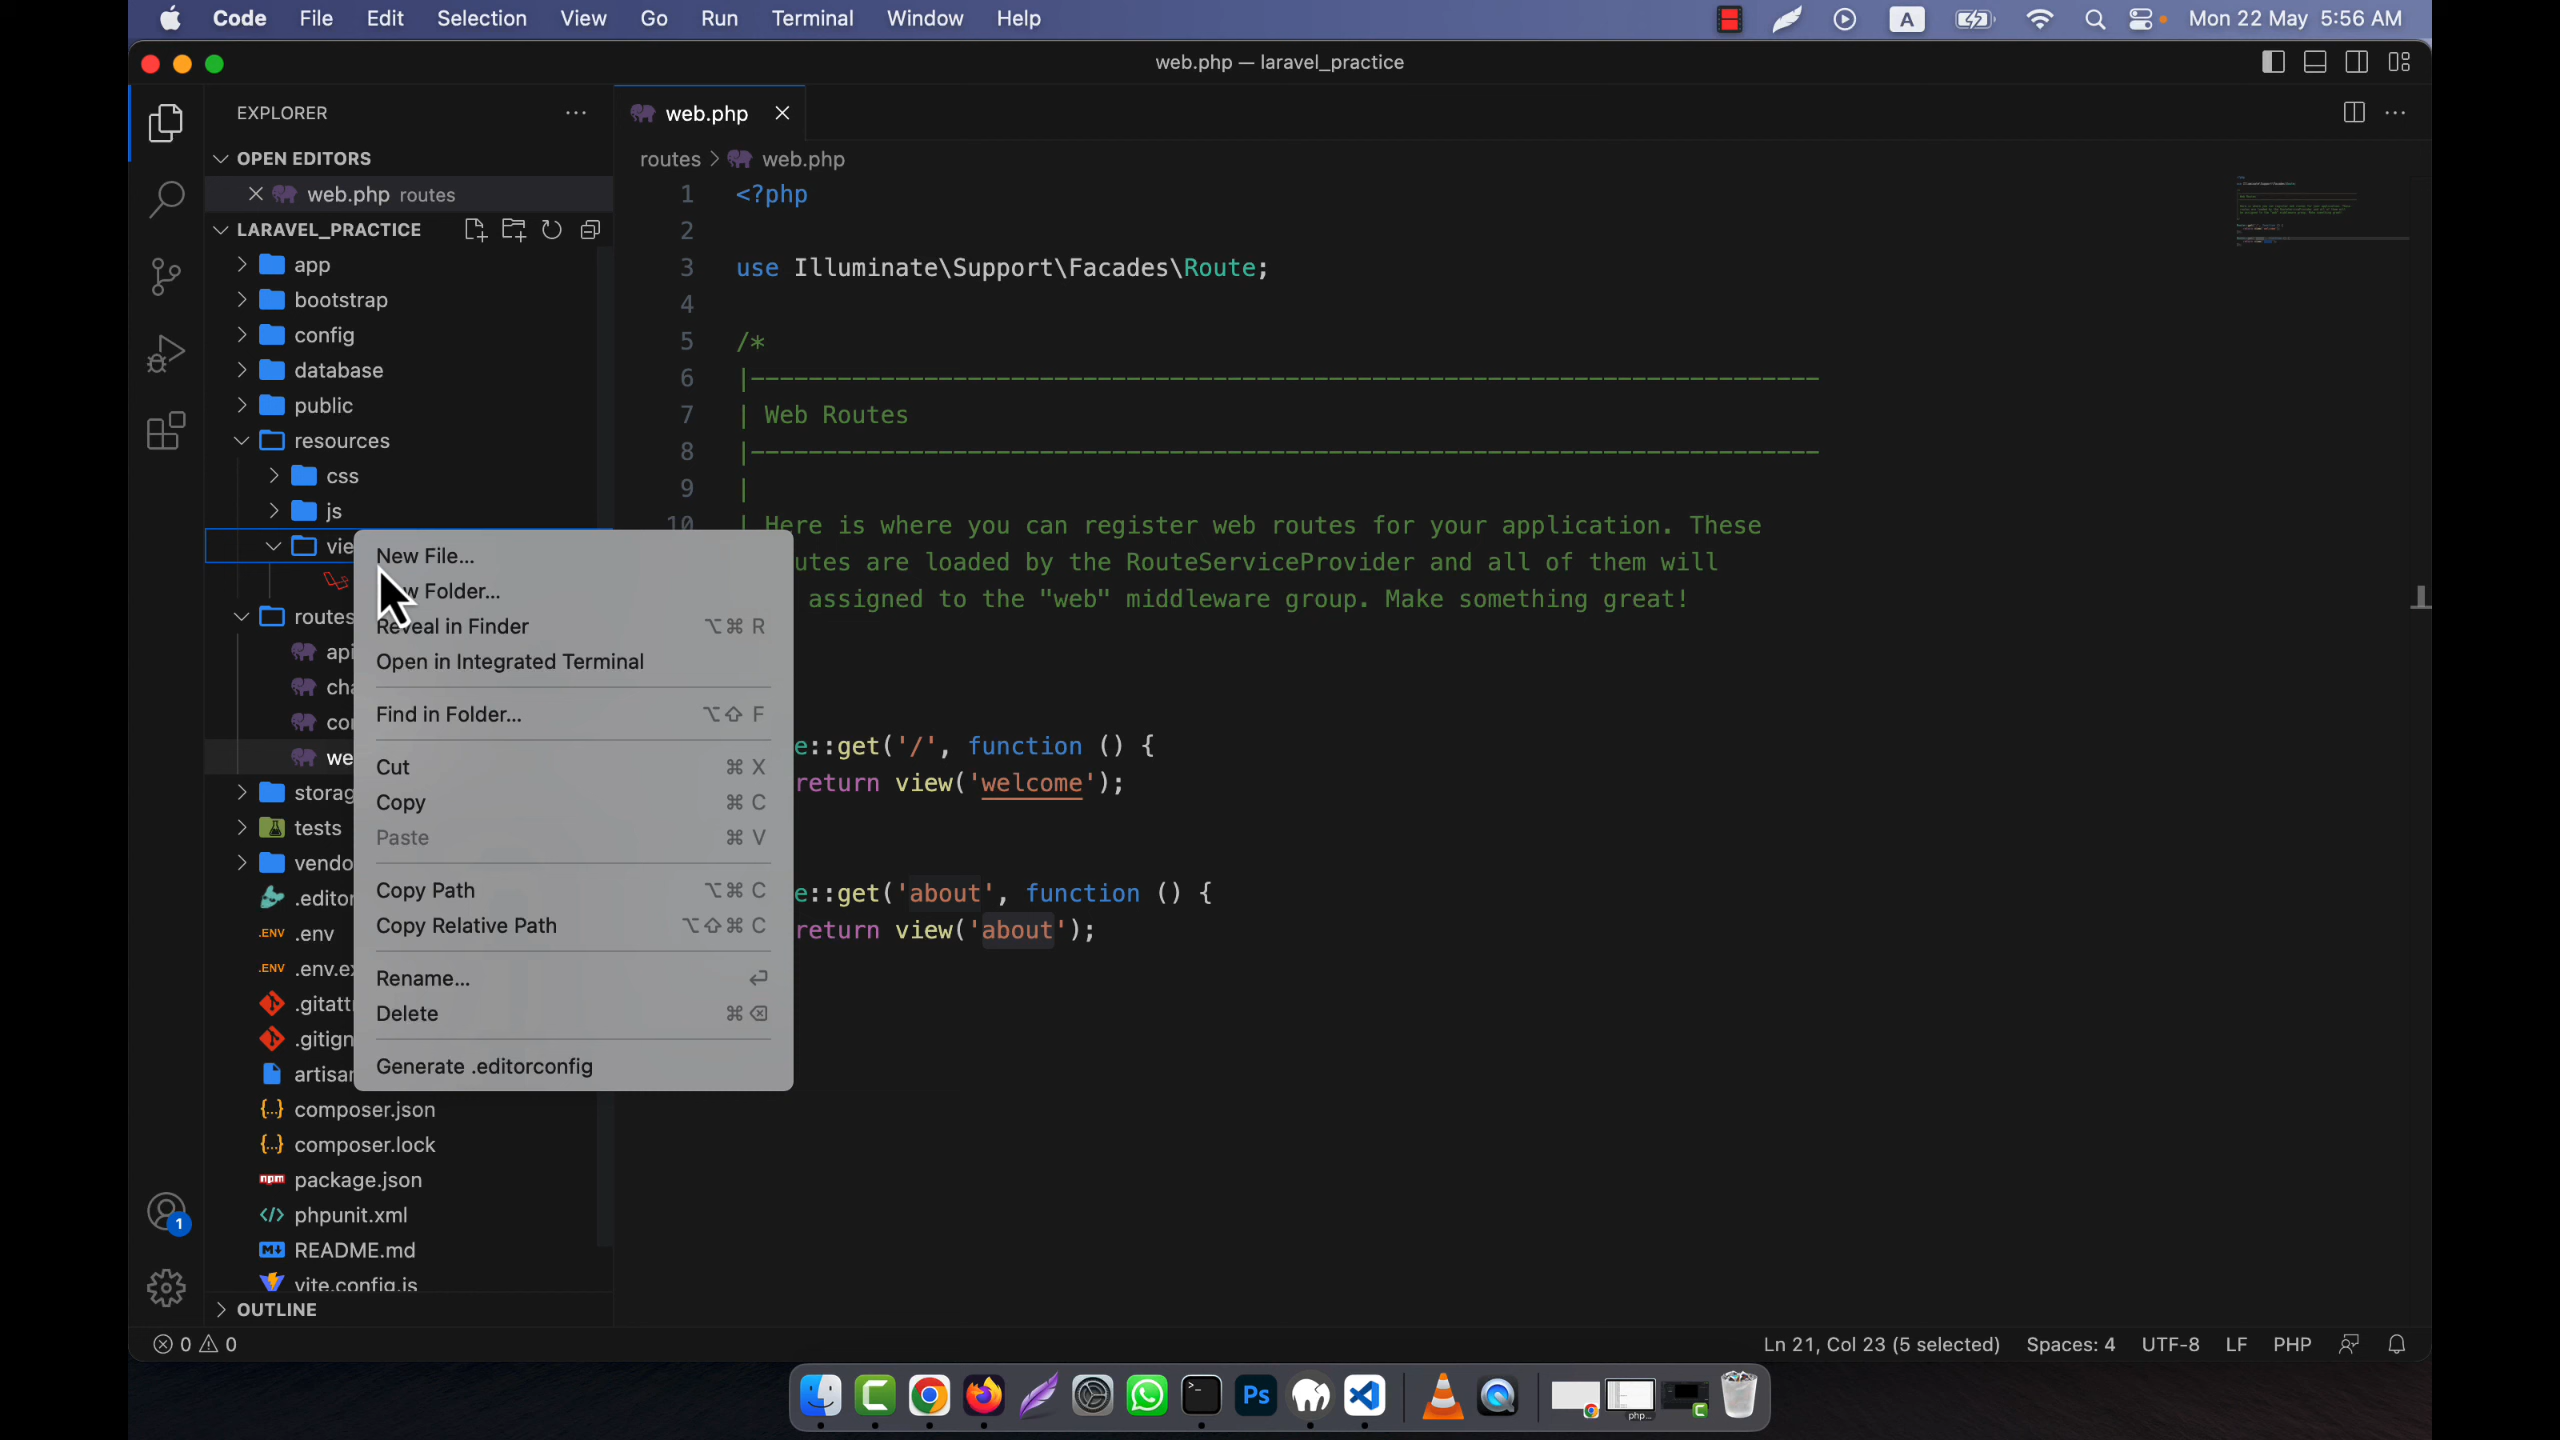 Code File Edit Selection View Go Run Terminal Window Help A Mon 22 May 5:56 AM
web.php — laravel_practice
EXPLORER
web.php
OPEN EDITORS
routes > web.php
web.php routes
LARAVEL_PRACTICE
app
bootstrap
config
database
public
resources
css
js
vie
routes
api
cha
co
we
storag
tests
vendo
.editor
.env
.env.ex
.gitatt
.gitign
artisan
composer.json
composer.lock
package.json
phpunit.xml
README.md
vite.config.js
OUTLINE
New File...
w Folder...
Reveal in Finder ⌥⌘ R
Open in Integrated Terminal
Find in Folder... ⌥⇧ F
Cut ⌘ X
Copy ⌘ C
Paste ⌘ V
Copy Path ⌥⌘ C
Copy Relative Path ⌥⇧⌘ C
Rename... ↩
Delete ⌘⌫
Generate .editorconfig
1 <?php
2
3 use Illuminate\Support\Facades\Route;
4
5 /*
6 |--------------------------------------------------------------------------
7 | Web Routes
8 |--------------------------------------------------------------------------
9 |
10 | Here is where you can register web routes for your application. These
utes are loaded by the RouteServiceProvider and all of them will
assigned to the "web" middleware group. Make something great!
e::get('/', function () {
return view('welcome');
e::get('about', function () {
return view('about');
1
0 0
Ln 21, Col 23 (5 selected) Spaces: 4 UTF-8 LF PHP
Ps
php...